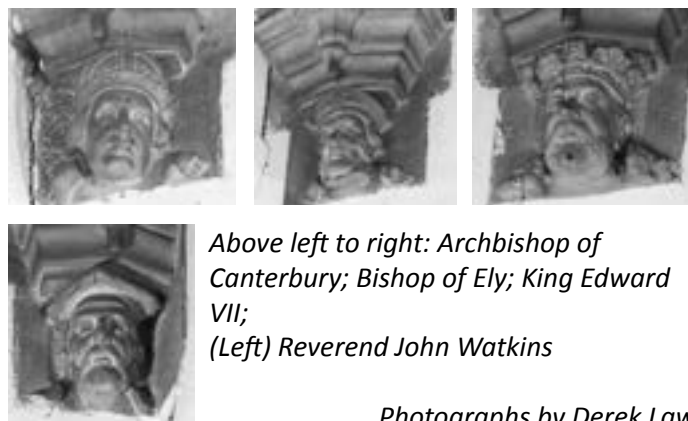 Above left to right: Archbishop of
Canterbury; Bishop of Ely; King Edward
VII;
(Left) Reverend John Watkins
Photographs by Derek Law